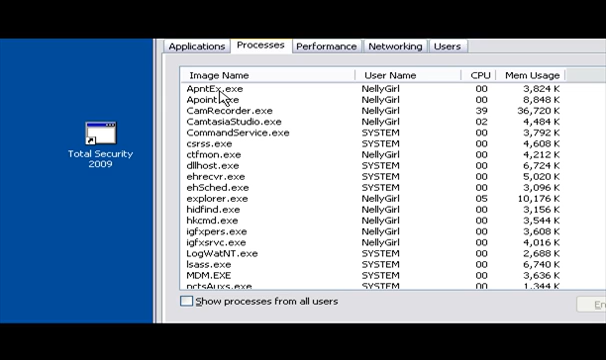 Applications Processes Performance Networking Users
Image Name User Name CPU Mem Usage
ApntEx.exe NellyGirl 00 3,824 K
Apoint.exe NellyGirl 00 8,848 K
CamRecorder.exe NellyGirl 39 36,720 K
CamtasiaStudio.exe NellyGirl 02 4,484 K
CommandService.exe SYSTEM 00 3,792 K
csrss.exe SYSTEM 00 4,608 K
ctfmon.exe NellyGirl 00 4,212 K
dllhost.exe SYSTEM 00 6,724 K
ehrecvr.exe SYSTEM 00 5,020 K
ehSched.exe SYSTEM 00 3,096 K
explorer.exe NellyGirl 05 10,176 K
hidfind.exe NellyGirl 00 3,156 K
hkcmd.exe NellyGirl 00 3,544 K
igfxpers.exe NellyGirl 00 3,608 K
igfxsrvc.exe NellyGirl 00 4,016 K
LogWatNT.exe SYSTEM 00 2,688 K
lsass.exe SYSTEM 00 6,740 K
MDM.EXE SYSTEM 00 3,636 K
nctsAuxs.exe SYSTEM 00 1,344 K
Show processes from all users
En
Total Security
2009